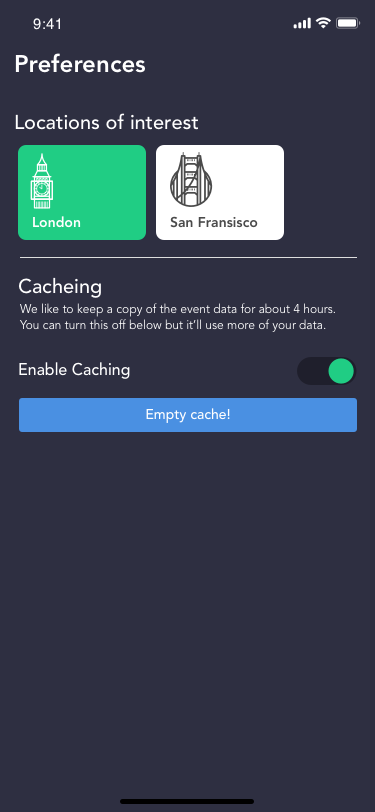 9:41
Preferences
Locations of interest
London
San Fransisco
Cacheing
We like to keep a copy of the event data for about 4 hours.
You can turn this off below but it'll use more of your data.
Enable Caching
Empty cache!